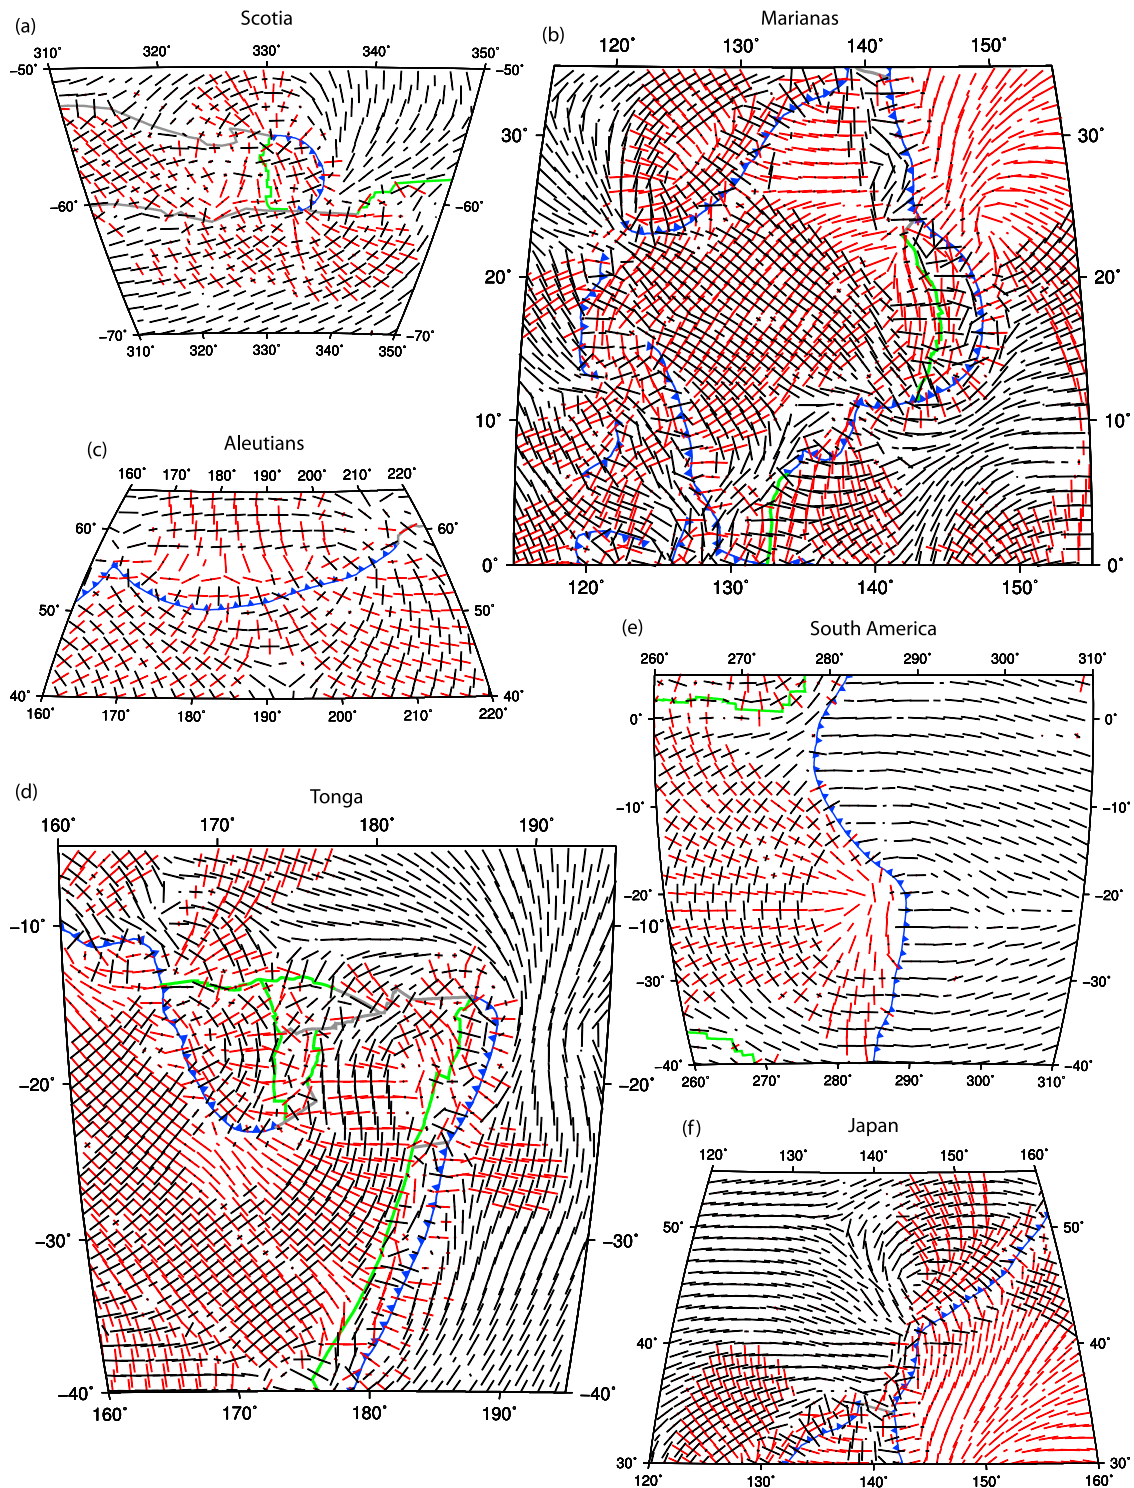 (a)
Scotia
310° 320° 330° 340° 350°
−50°
−60° −60°
−70° −70°
310° 320° 330° 340° 350°
(b)
Marianas
120° 130° 140° 150°
−50° −50°
30° 30°
20° 20°
10° 10°
0° 0°
120° 130° 140° 150°
(c)
Aleutians
160° 170° 180° 190° 200° 210° 220°
60° 60°
50° 50°
40° 40°
160° 170° 180° 190° 200° 210° 220°
(d)
Tonga
160° 170° 180° 190°
−10° −10°
−20° −20°
−30° −30°
−40° −40°
160° 170° 180° 190°
(e)
South America
260° 270° 280° 290° 300° 310°
0° 0°
−10° −10°
−20° −20°
−30° −30°
−40° −40°
260° 270° 280° 290° 300° 310°
(f)
Japan
120° 130° 140° 150° 160°
50° 50°
40° 40°
30° 30°
120° 130° 140° 150° 160°